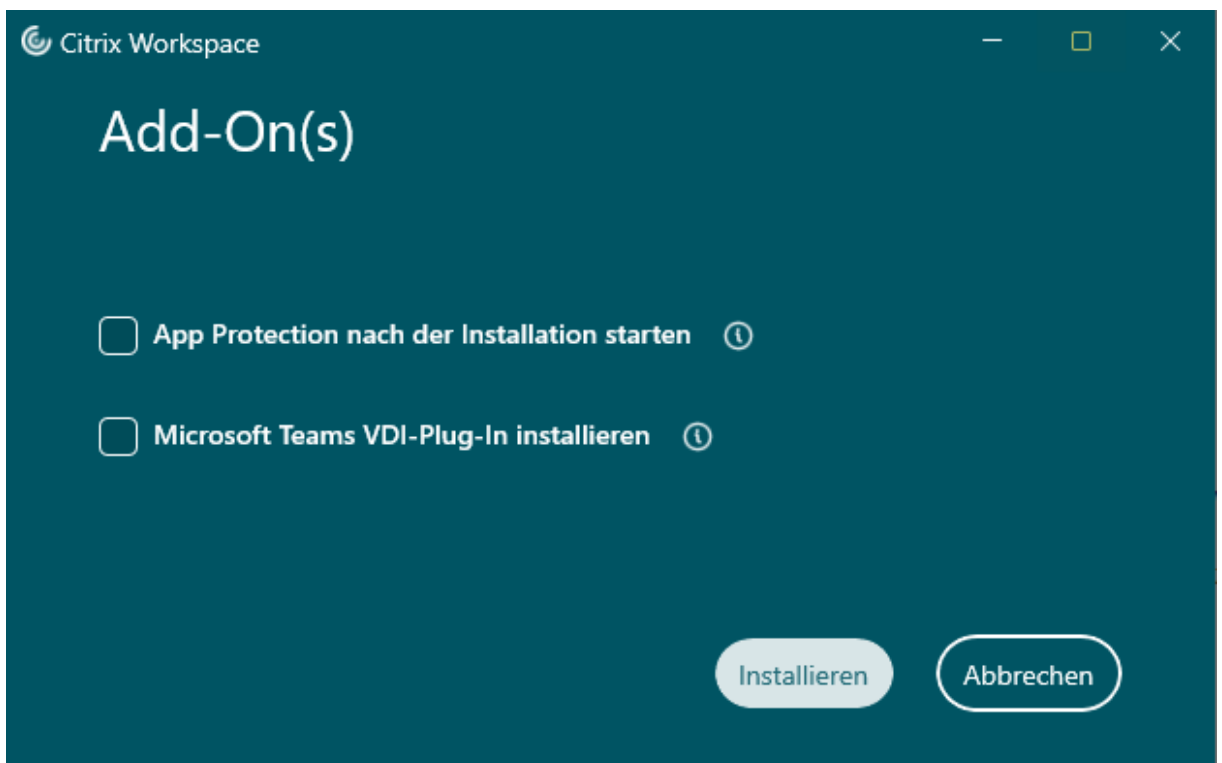 Citrix Workspace
Add-On(s)
App Protection nach der Installation starten
Microsoft Teams VDI-Plug-In installieren
Installieren
Abbrechen